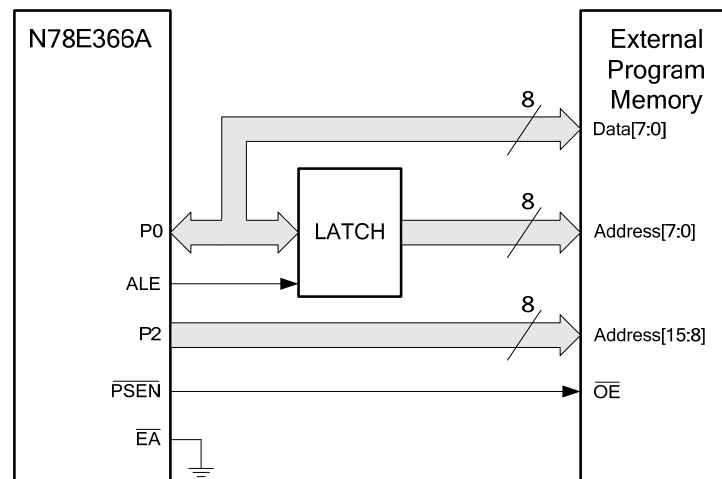 N78E366A
External
Program
Memory
8
Data[7:0]
8
P0
LATCH
Address[7:0]
ALE
8
P2
Address[15:8]
PSEN
OE
EA